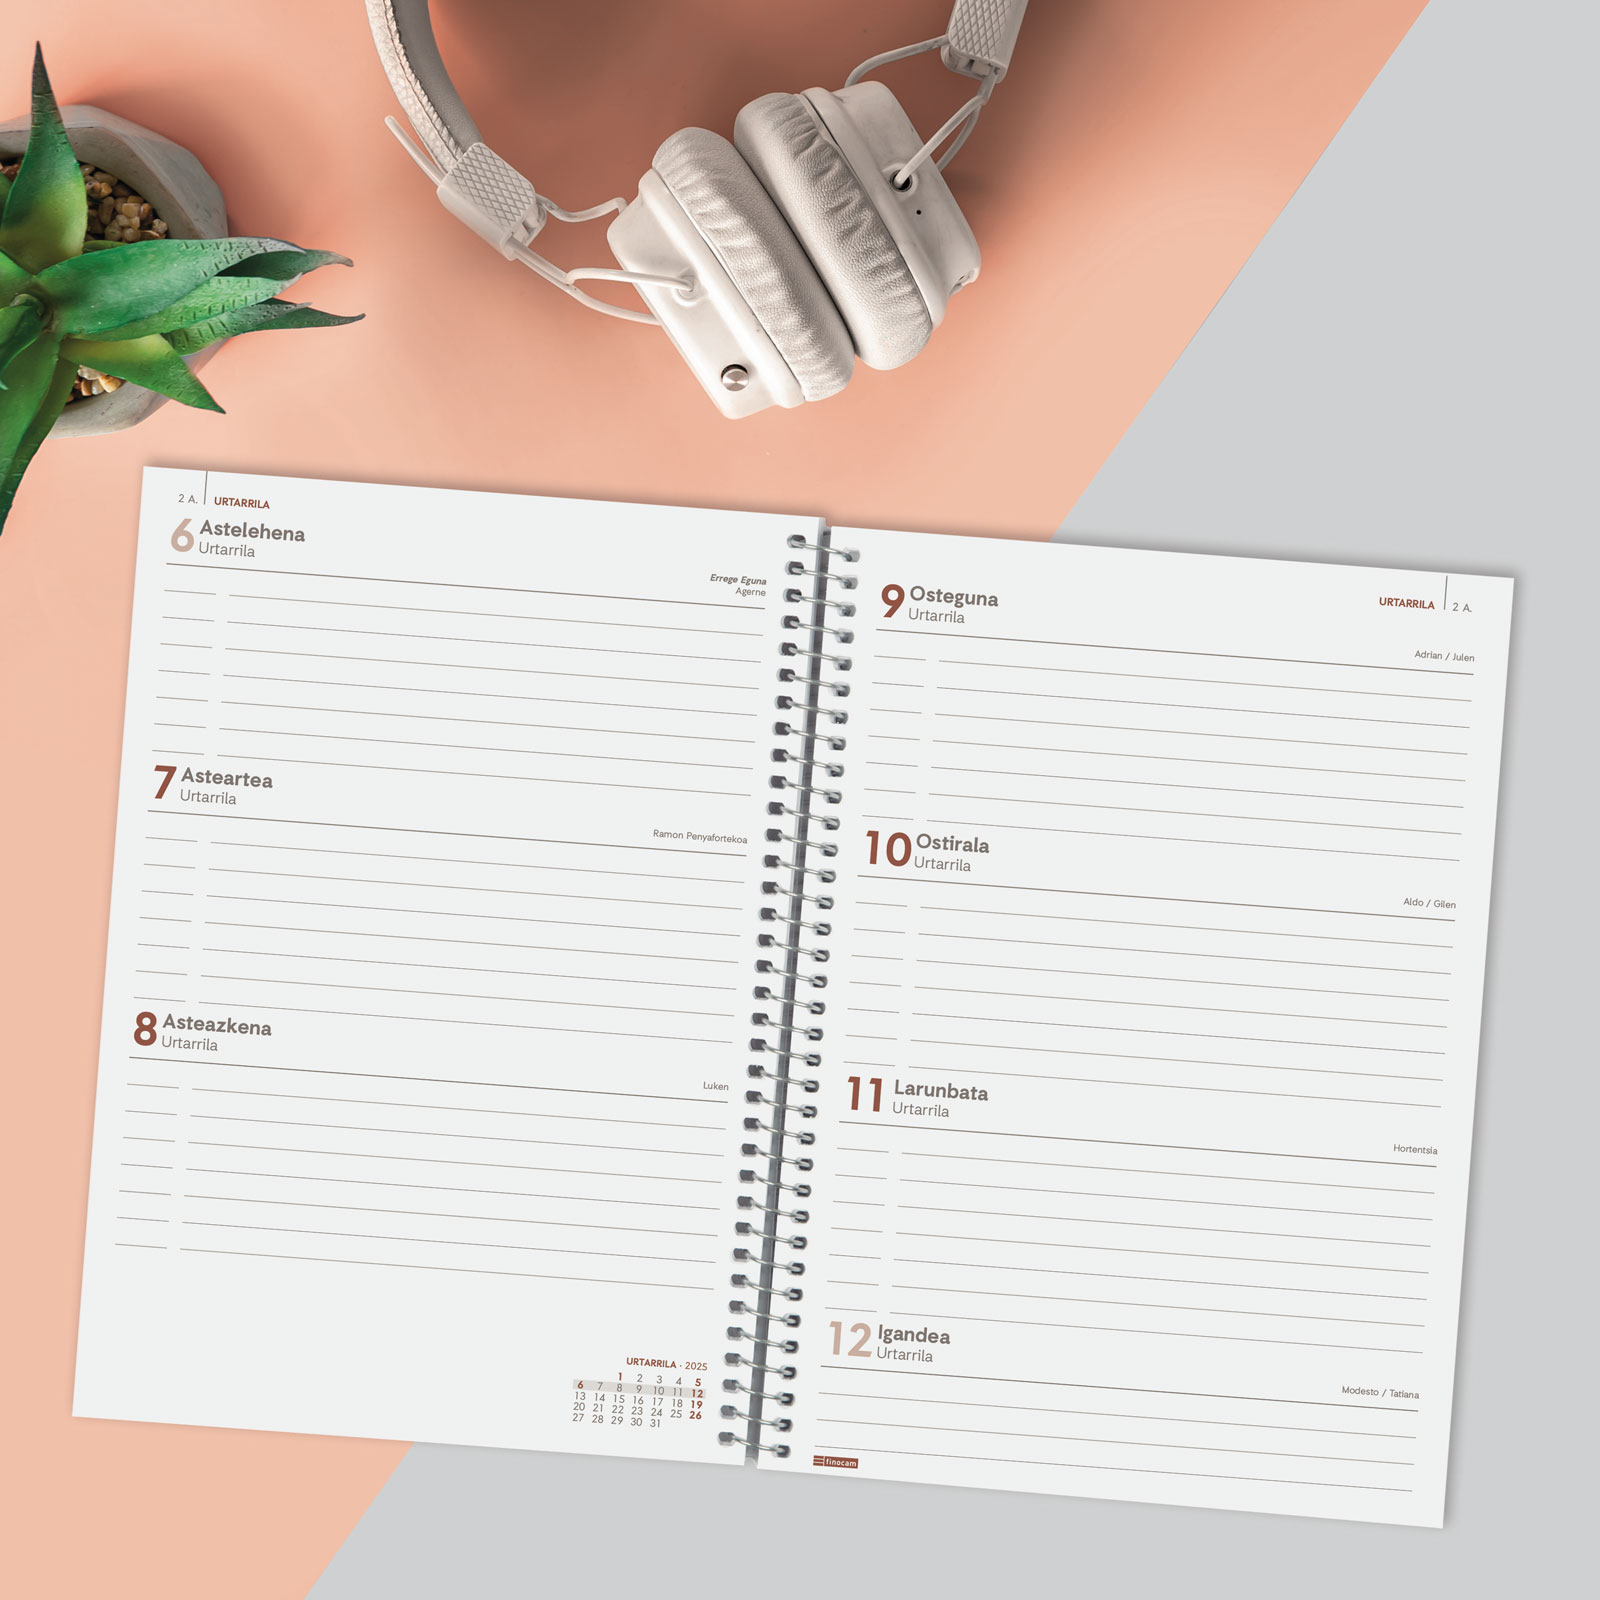 2 A. URTARRILA
6 Astelehena
Urtarrila
Errege Eguna
Agerne
7 Asteartea
Urtarrila
Ramon Penyafortekoa
8 Asteazkena
Urtarrila
Luken
URTARRILA · 2025
1 2 3 4 5
6 7 8 9 10 11 12
13 14 15 16 17 18 19
20 21 22 23 24 25 26
27 28 29 30 31
URTARRILA 2 A.
9 Osteguna
Urtarrila
Adrian / Julen
10 Ostirala
Urtarrila
Aldo / Gilen
11 Larunbata
Urtarrila
Hortentsia
12 Igandea
Urtarrila
Modesto / Tatiana
finocam